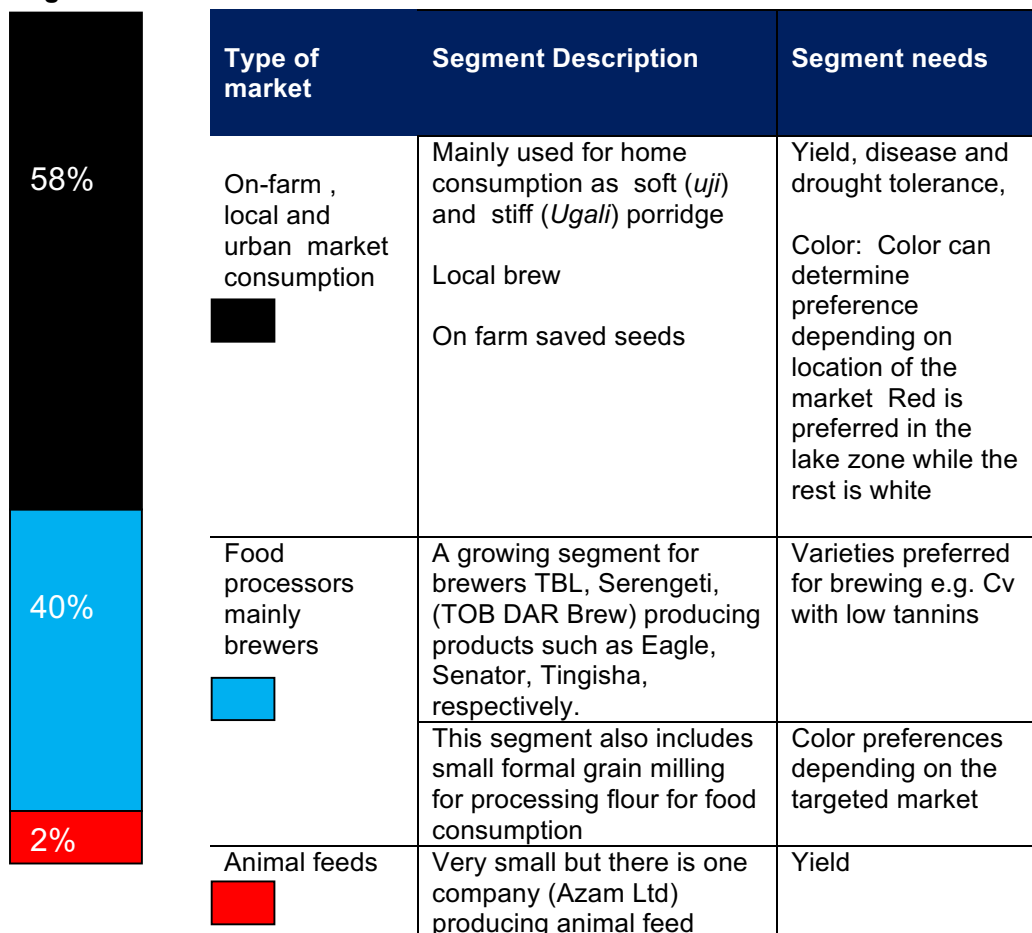 58%
40%
2%
Type of
market
Segment Description
Segment needs
On-farm ,
local and
urban market
consumption
Mainly used for home
consumption as soft (uji)
and stiff (Ugali) porridge
Local brew
On farm saved seeds
Yield, disease and
drought tolerance,
Color: Color can
determine
preference
depending on
location of the
market Red is
preferred in the
lake zone while the
rest is white
Food
processors
mainly
brewers
A growing segment for
brewers TBL, Serengeti,
(TOB DAR Brew) producing
products such as Eagle,
Senator, Tingisha,
respectively.
Varieties preferred
for brewing e.g. Cv
with low tannins
This segment also includes
small formal grain milling
for processing flour for food
consumption
Color preferences
depending on the
targeted market
Animal feeds
Very small but there is one
company (Azam Ltd)
producing animal feed
Yield